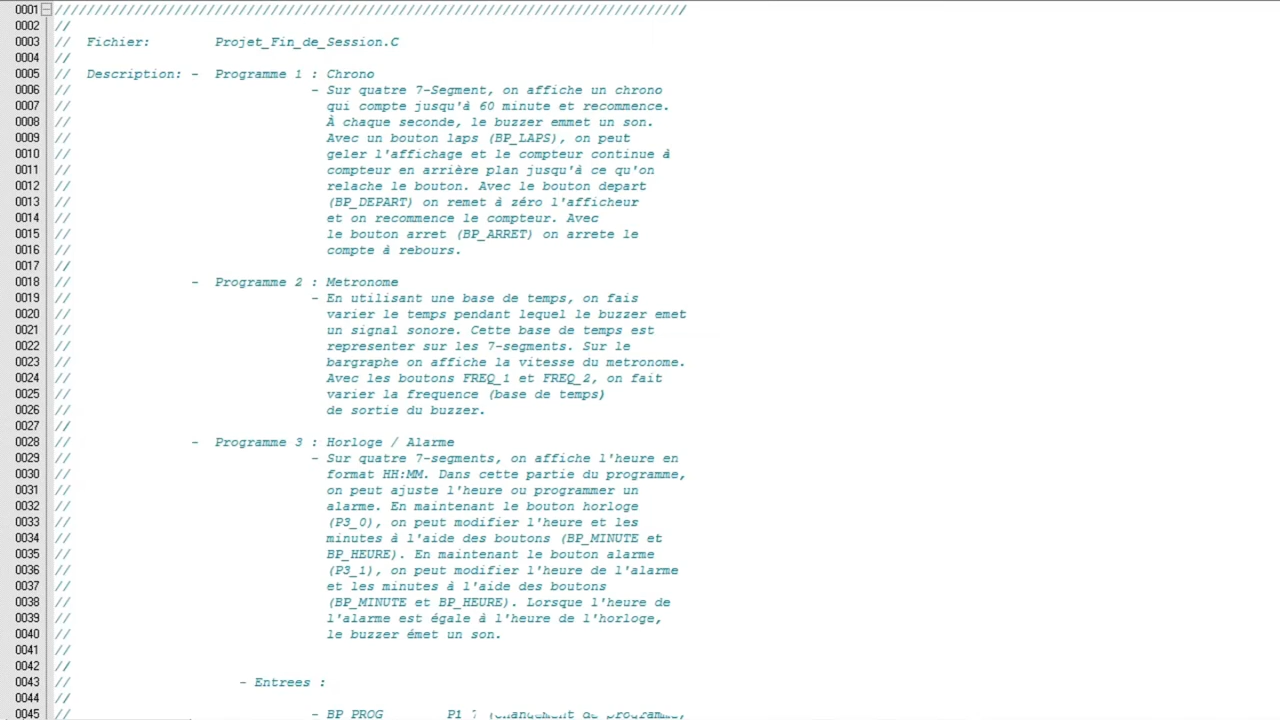 0001 ////////////////////////////////////////////////////////////////////////////////
0002 //
0003 //  Fichier:        Projet_Fin_de_Session.C
0004 //
0005 //  Description: -  Programme 1 : Chrono
0006 //                              - Sur quatre 7-Segment, on affiche un chrono
0007 //                                qui compte jusqu'à 60 minute et recommence.
0008 //                                À chaque seconde, le buzzer emmet un son.
0009 //                                Avec un bouton laps (BP_LAPS), on peut
0010 //                                geler l'affichage et le compteur continue à
0011 //                                compteur en arrière plan jusqu'à ce qu'on
0012 //                                relache le bouton. Avec le bouton depart
0013 //                                (BP_DEPART) on remet à zéro l'afficheur
0014 //                                et on recommence le compteur. Avec
0015 //                                le bouton arret (BP_ARRET) on arrete le
0016 //                                compte à rebours.
0017 //
0018 //               -  Programme 2 : Metronome
0019 //                              - En utilisant une base de temps, on fais
0020 //                                varier le temps pendant lequel le buzzer emet
0021 //                                un signal sonore. Cette base de temps est
0022 //                                representer sur les 7-segments. Sur le
0023 //                                bargraphe on affiche la vitesse du metronome.
0024 //                                Avec les boutons FREQ_1 et FREQ_2, on fait
0025 //                                varier la frequence (base de temps)
0026 //                                de sortie du buzzer.
0027 //
0028 //               -  Programme 3 : Horloge / Alarme
0029 //                              - Sur quatre 7-segments, on affiche l'heure en
0030 //                                format HH:MM. Dans cette partie du programme,
0031 //                                on peut ajuste l'heure ou programmer un
0032 //                                alarme. En maintenant le bouton horloge
0033 //                                (P3_0), on peut modifier l'heure et les
0034 //                                minutes à l'aide des boutons (BP_MINUTE et
0035 //                                BP_HEURE). En maintenant le bouton alarme
0036 //                                (P3_1), on peut modifier l'heure de l'alarme
0037 //                                et les minutes à l'aide des boutons
0038 //                                (BP_MINUTE et BP_HEURE). Lorsque l'heure de
0039 //                                l'alarme est égale à l'heure de l'horloge,
0040 //                                le buzzer émet un son.
0041 //
0042 //
0043 //                     - Entrees :
0044 //
0045 //                              - BP_PROG        (changement de programme,